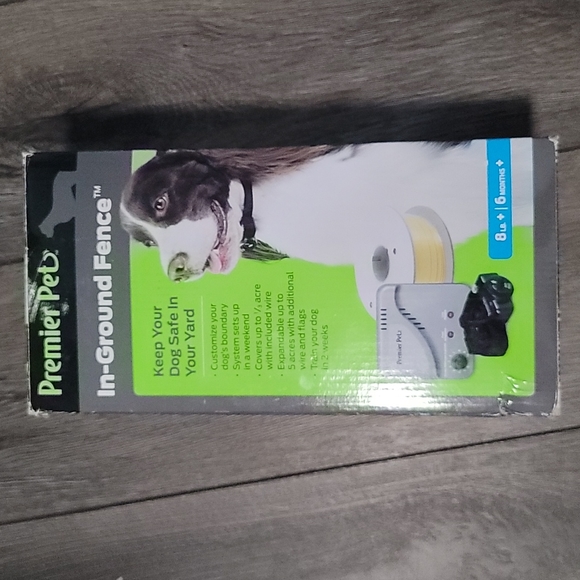 Premier Pet
In-Ground Fence™
Keep Your
Dog Safe In
Your Yard
· Customize your
dog's boundary
· System sets up
in a weekend
· Covers up to 1/3 acre
with included wire
· Expandable up to
5 acres with additional
wire and flags
· Train your dog
in 2 weeks
Premier Pet
8 LB + | 6 MONTHS +